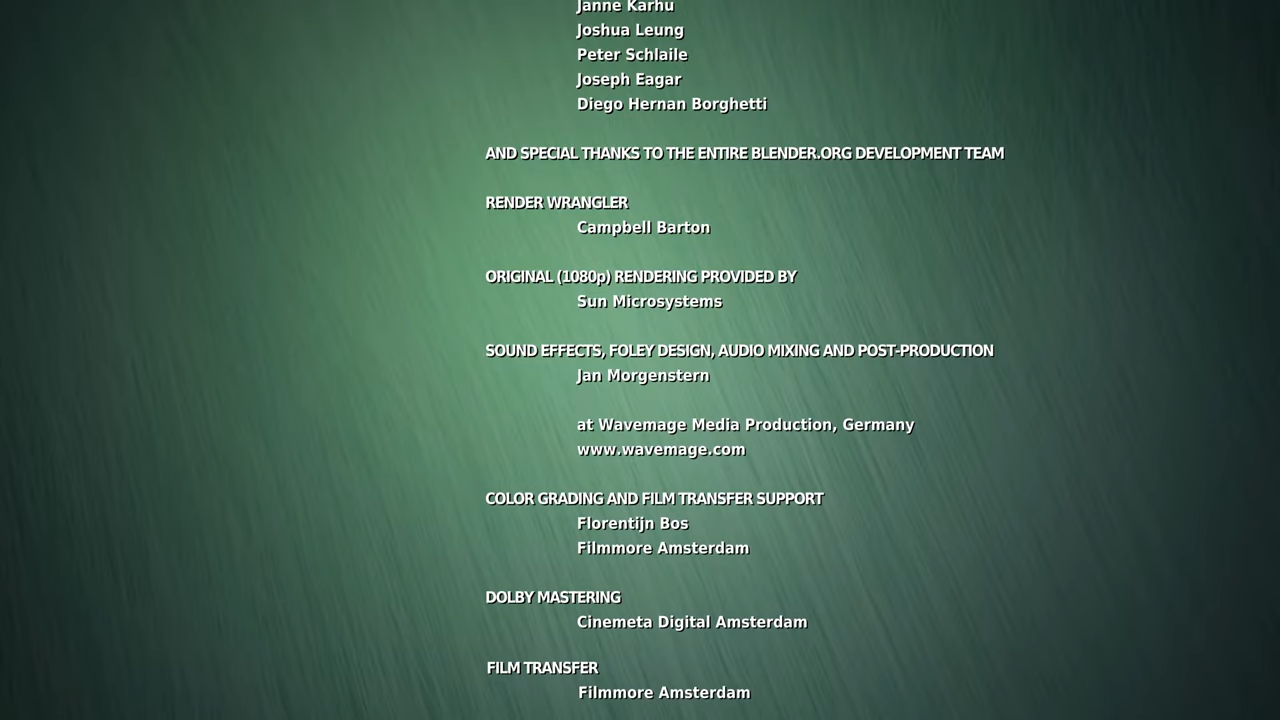 Janne Karhu
Joshua Leung
Peter Schlaile
Joseph Eagar
Diego Hernan Borghetti
AND SPECIAL THANKS TO THE ENTIRE BLENDER.ORG DEVELOPMENT TEAM
RENDER WRANGLER
Campbell Barton
ORIGINAL (1080p) RENDERING PROVIDED BY
Sun Microsystems
SOUND EFFECTS, FOLEY DESIGN, AUDIO MIXING AND POST-PRODUCTION
Jan Morgenstern
at Wavemage Media Production, Germany
www.wavemage.com
COLOR GRADING AND FILM TRANSFER SUPPORT
Florentijn Bos
Filmmore Amsterdam
DOLBY MASTERING
Cinemeta Digital Amsterdam
FILM TRANSFER
Filmmore Amsterdam